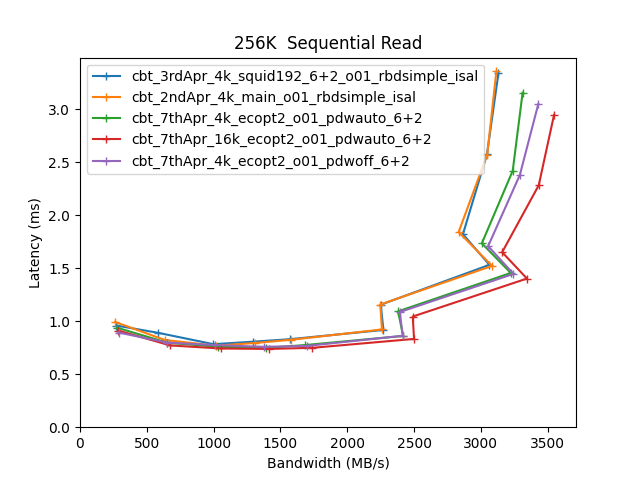 256K  Sequential Read
cbt_3rdApr_4k_squid192_6+2_o01_rbdsimple_isal
cbt_2ndApr_4k_main_o01_rbdsimple_isal
cbt_7thApr_4k_ecopt2_o01_pdwauto_6+2
cbt_7thApr_16k_ecopt2_o01_pdwauto_6+2
cbt_7thApr_4k_ecopt2_o01_pdwoff_6+2
Latency (ms)
3.0
2.5
2.0
1.5
1.0
0.5
0.0
0 500 1000 1500 2000 2500 3000 3500
Bandwidth (MB/s)